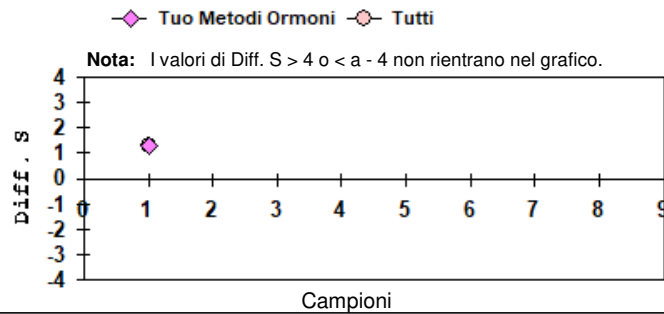 Tuo Metodi Ormoni Tutti
Nota: I valori di Diff. S > 4 o < a - 4 non rientrano nel grafico.
4
3
2
1
0
-1
-2
-3
-4
Diff. S
0 1 2 3 4 5 6 7 8 9
Campioni